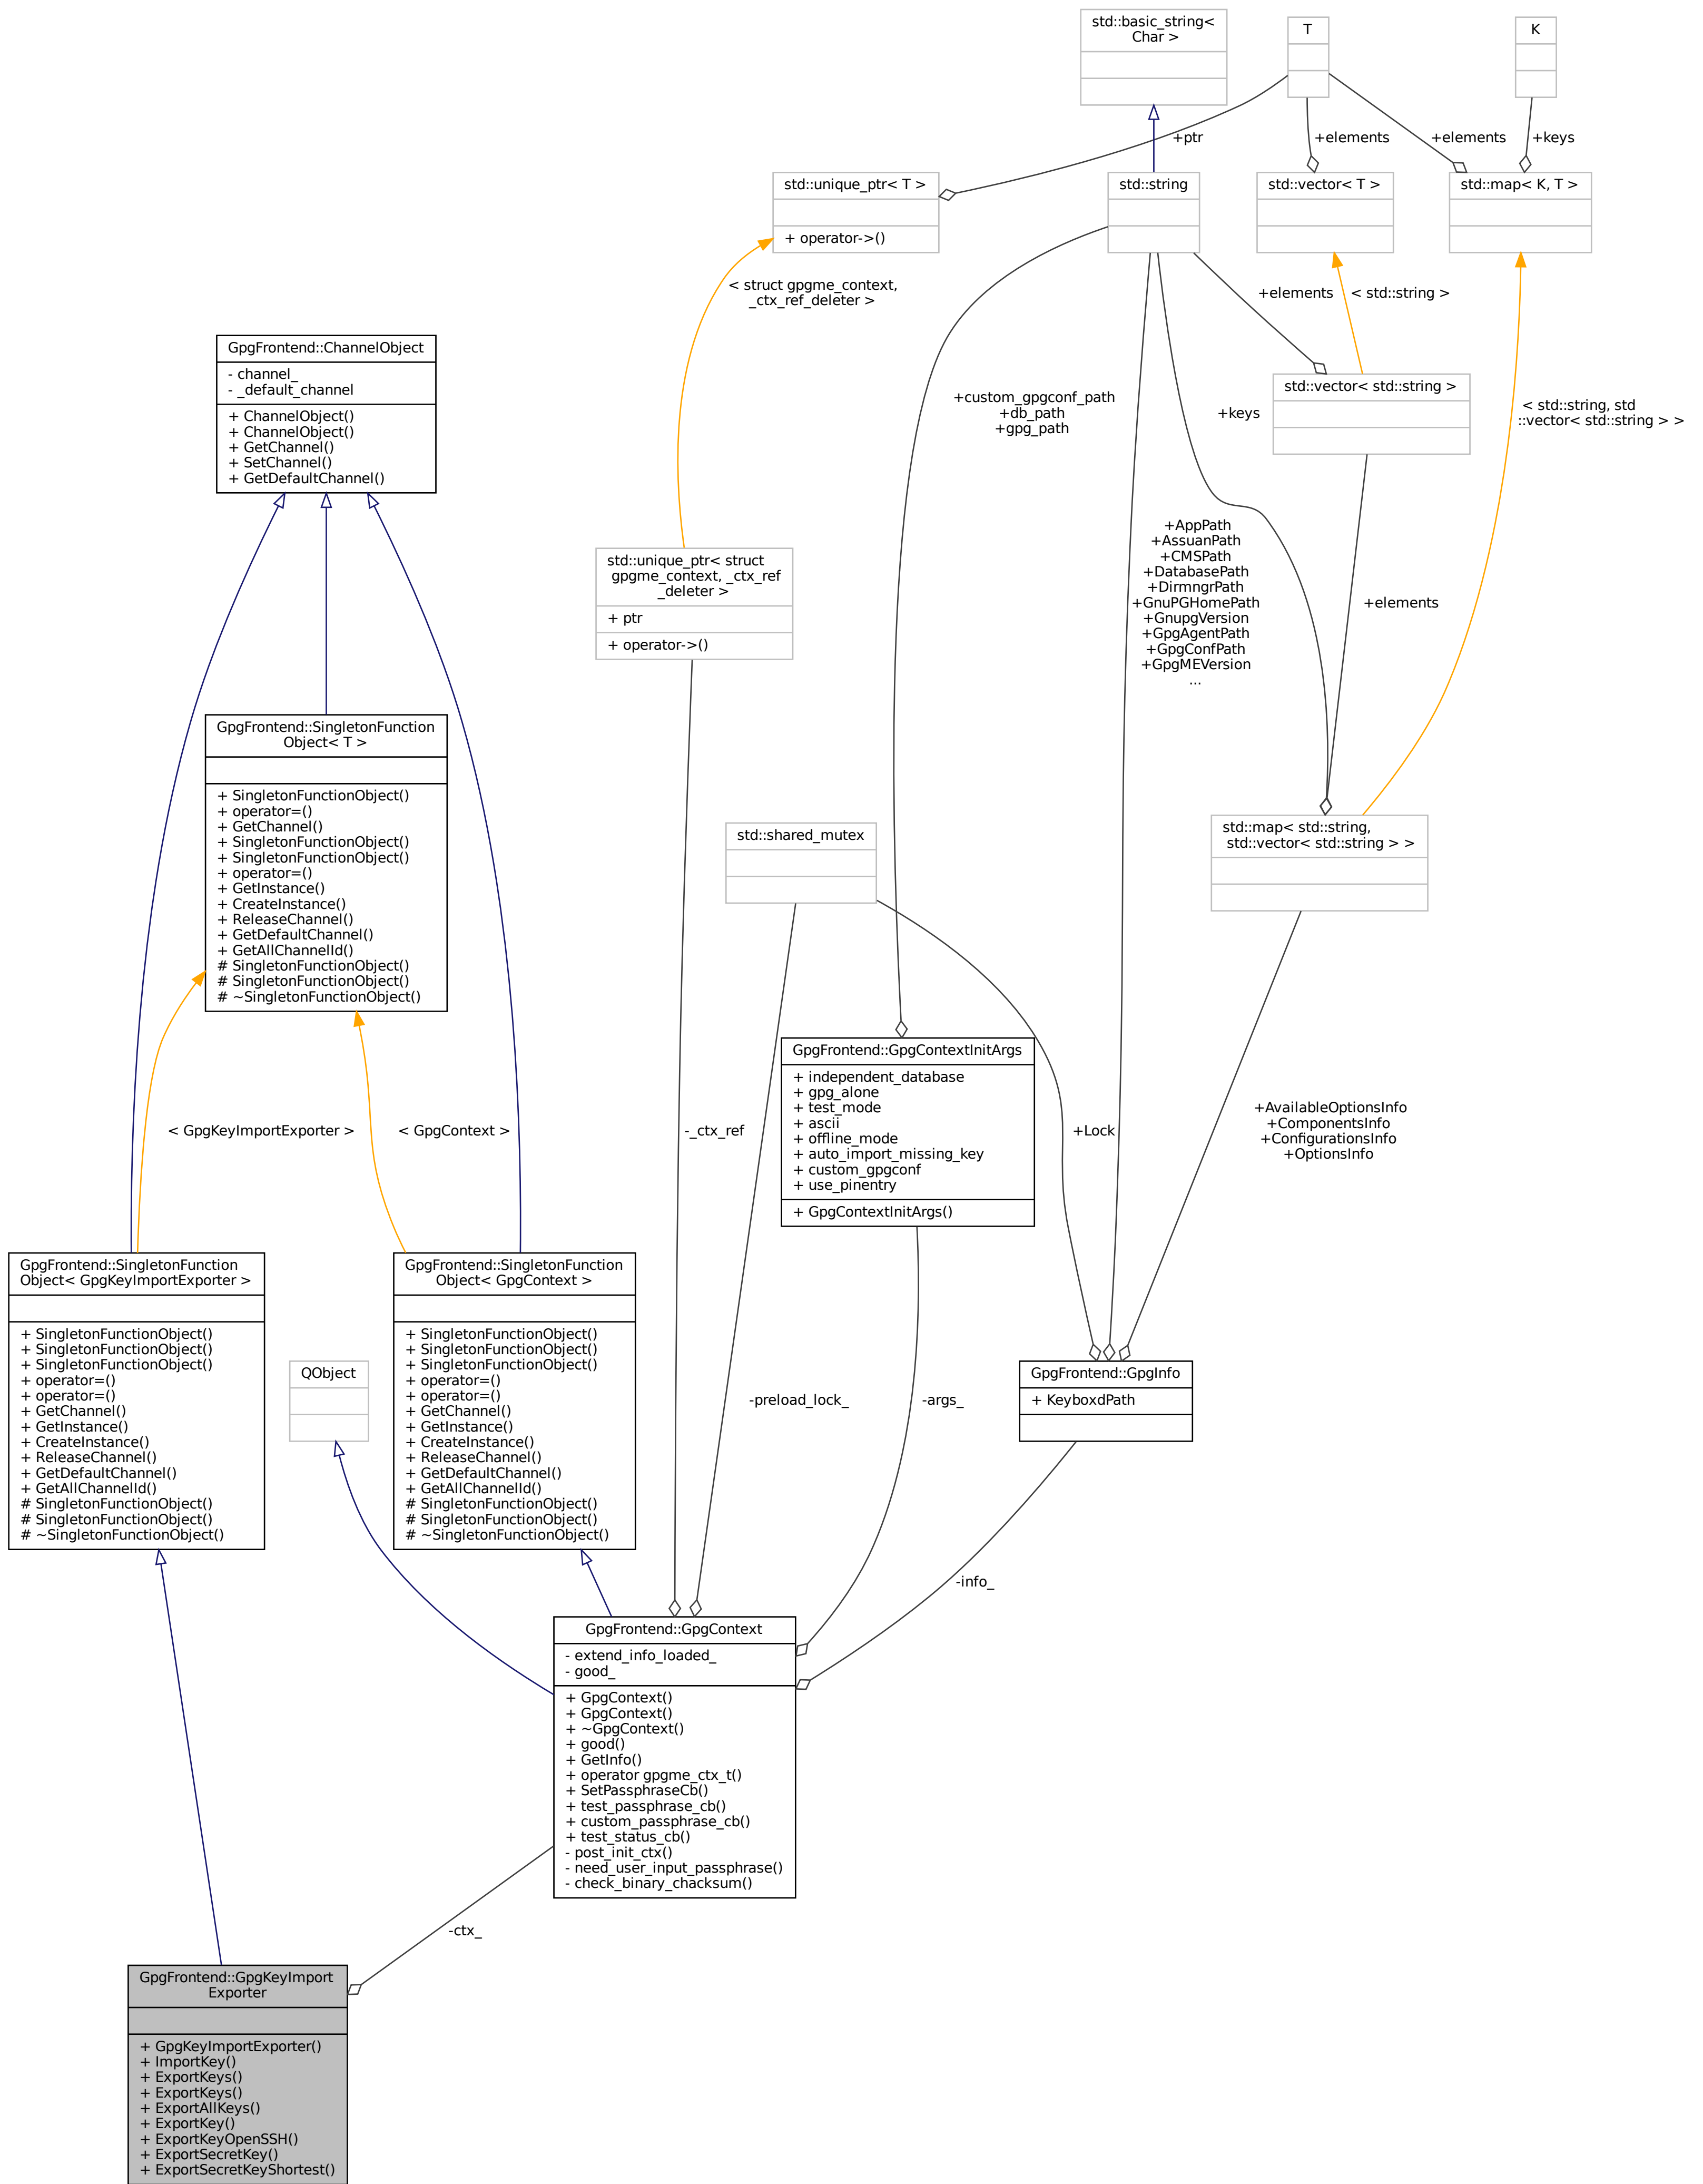 std::basic_string<
Char >
T
K
+ptr
+elements
+elements
+keys
std::unique_ptr< T >
+ operator->()
std::string
std::vector< T >
std::map< K, T >
< struct gpgme_context,
_ctx_ref_deleter >
+elements
< std::string >
GpgFrontend::ChannelObject
- channel_
- _default_channel
+ ChannelObject()
+ ChannelObject()
+ GetChannel()
+ SetChannel()
+ GetDefaultChannel()
+custom_gpgconf_path
+db_path
+gpg_path
+keys
std::vector< std::string >
< std::string, std
::vector< std::string > >
std::unique_ptr< struct
gpgme_context, _ctx_ref
_deleter >
+ ptr
+ operator->()
+AppPath
+AssuanPath
+CMSPath
+DatabasePath
+DirmngrPath
+GnuPGHomePath
+GnupgVersion
+GpgAgentPath
+GpgConfPath
+GpgMEVersion
...
+elements
GpgFrontend::SingletonFunction
Object< T >
+ SingletonFunctionObject()
+ operator=()
+ GetChannel()
+ SingletonFunctionObject()
+ SingletonFunctionObject()
+ operator=()
+ GetInstance()
+ CreateInstance()
+ ReleaseChannel()
+ GetDefaultChannel()
+ GetAllChannelId()
# SingletonFunctionObject()
# SingletonFunctionObject()
# ~SingletonFunctionObject()
std::shared_mutex
std::map< std::string,
std::vector< std::string > >
GpgFrontend::GpgContextInitArgs
+ independent_database
+ gpg_alone
+ test_mode
+ ascii
+ offline_mode
+ auto_import_missing_key
+ custom_gpgconf
+ use_pinentry
+ GpgContextInitArgs()
< GpgKeyImportExporter >
< GpgContext >
-_ctx_ref
+Lock
+AvailableOptionsInfo
+ComponentsInfo
+ConfigurationsInfo
+OptionsInfo
GpgFrontend::SingletonFunction
Object< GpgKeyImportExporter >
+ SingletonFunctionObject()
+ SingletonFunctionObject()
+ SingletonFunctionObject()
+ operator=()
+ operator=()
+ GetChannel()
+ GetInstance()
+ CreateInstance()
+ ReleaseChannel()
+ GetDefaultChannel()
+ GetAllChannelId()
# SingletonFunctionObject()
# SingletonFunctionObject()
# ~SingletonFunctionObject()
QObject
GpgFrontend::SingletonFunction
Object< GpgContext >
+ SingletonFunctionObject()
+ SingletonFunctionObject()
+ SingletonFunctionObject()
+ operator=()
+ operator=()
+ GetChannel()
+ GetInstance()
+ CreateInstance()
+ ReleaseChannel()
+ GetDefaultChannel()
+ GetAllChannelId()
# SingletonFunctionObject()
# SingletonFunctionObject()
# ~SingletonFunctionObject()
-preload_lock_
-args_
GpgFrontend::GpgInfo
+ KeyboxdPath
-info_
GpgFrontend::GpgContext
- extend_info_loaded_
- good_
+ GpgContext()
+ GpgContext()
+ ~GpgContext()
+ good()
+ GetInfo()
+ operator gpgme_ctx_t()
+ SetPassphraseCb()
+ test_passphrase_cb()
+ custom_passphrase_cb()
+ test_status_cb()
- post_init_ctx()
- need_user_input_passphrase()
- check_binary_chacksum()
-ctx_
GpgFrontend::GpgKeyImport
Exporter
+ GpgKeyImportExporter()
+ ImportKey()
+ ExportKeys()
+ ExportKeys()
+ ExportAllKeys()
+ ExportKey()
+ ExportKeyOpenSSH()
+ ExportSecretKey()
+ ExportSecretKeyShortest()